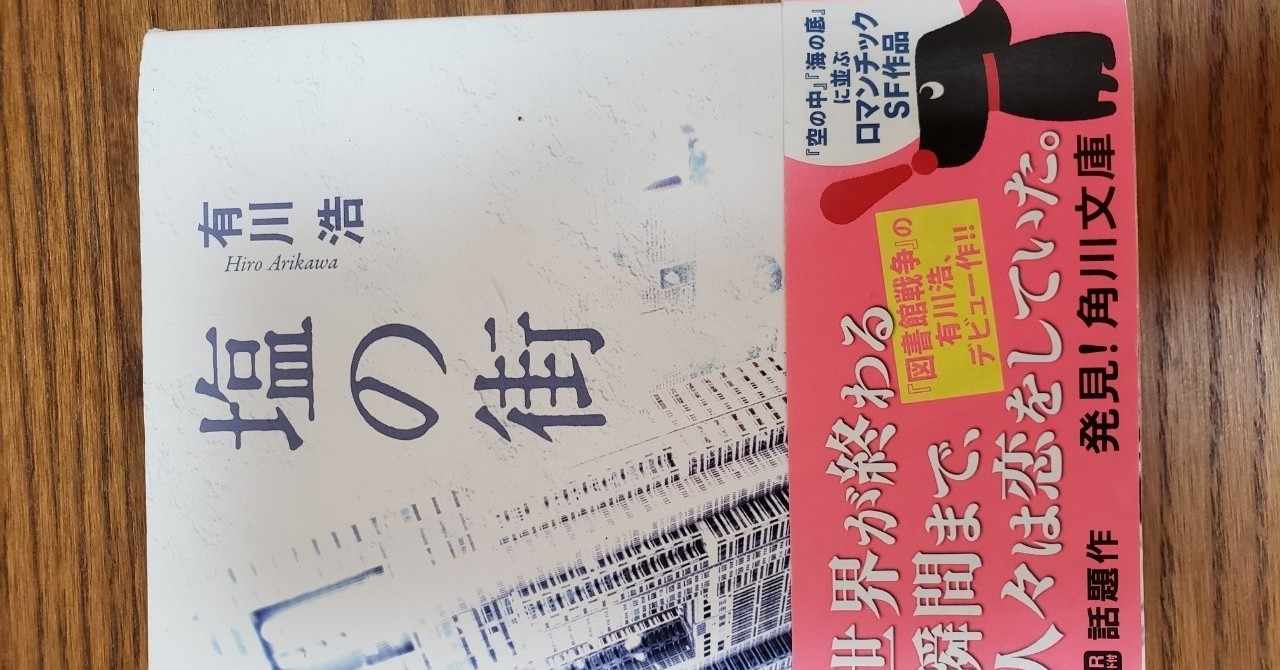 有川 浩
Hiro Arikawa
塩の街
『空の中』『海の底』
に並ぶ
ロマンチック
SF作品
『図書館戦争』の
有川浩、
デビュー作!!
世界が終わる
瞬間まで、
人々は恋をしていた。
話題作
発見!角川文庫